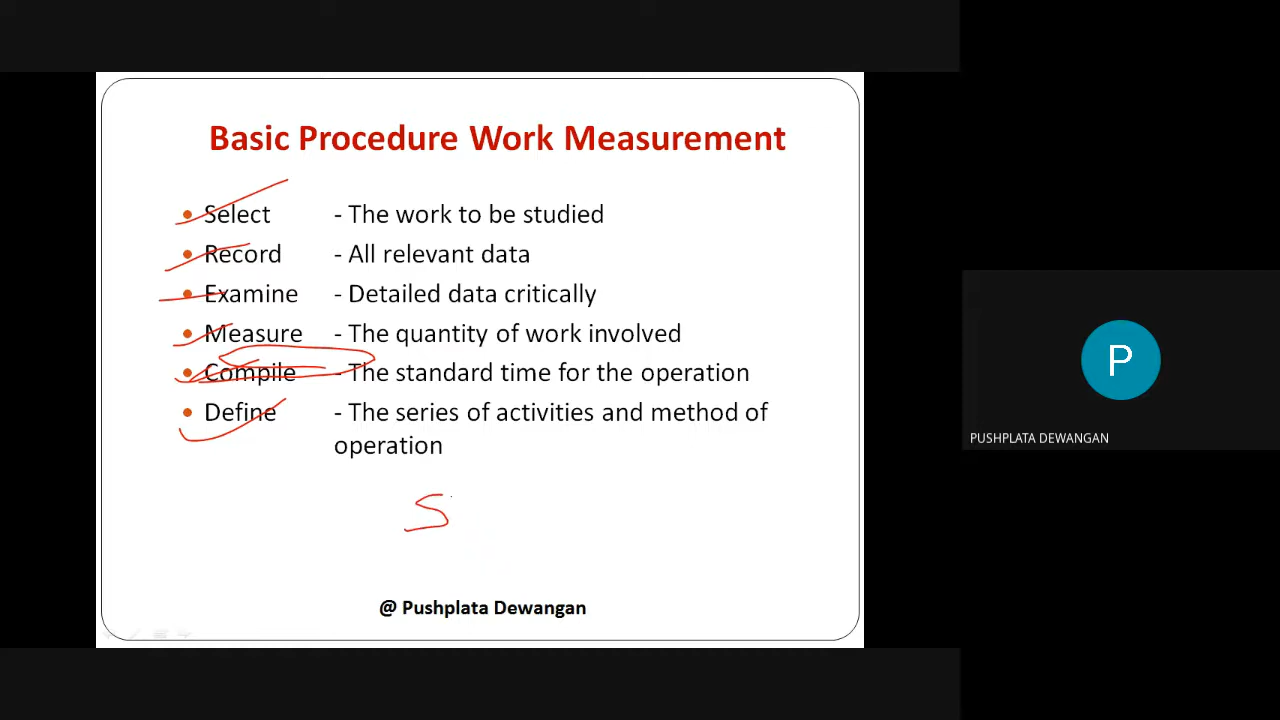 Basic Procedure Work Measurement
• Select - The work to be studied
• Record - All relevant data
• Examine - Detailed data critically
• Measure - The quantity of work involved
• Compile - The standard time for the operation
• Define - The series of activities and method of
operation
S
@ Pushplata Dewangan
P
PUSHPLATA DEWANGAN